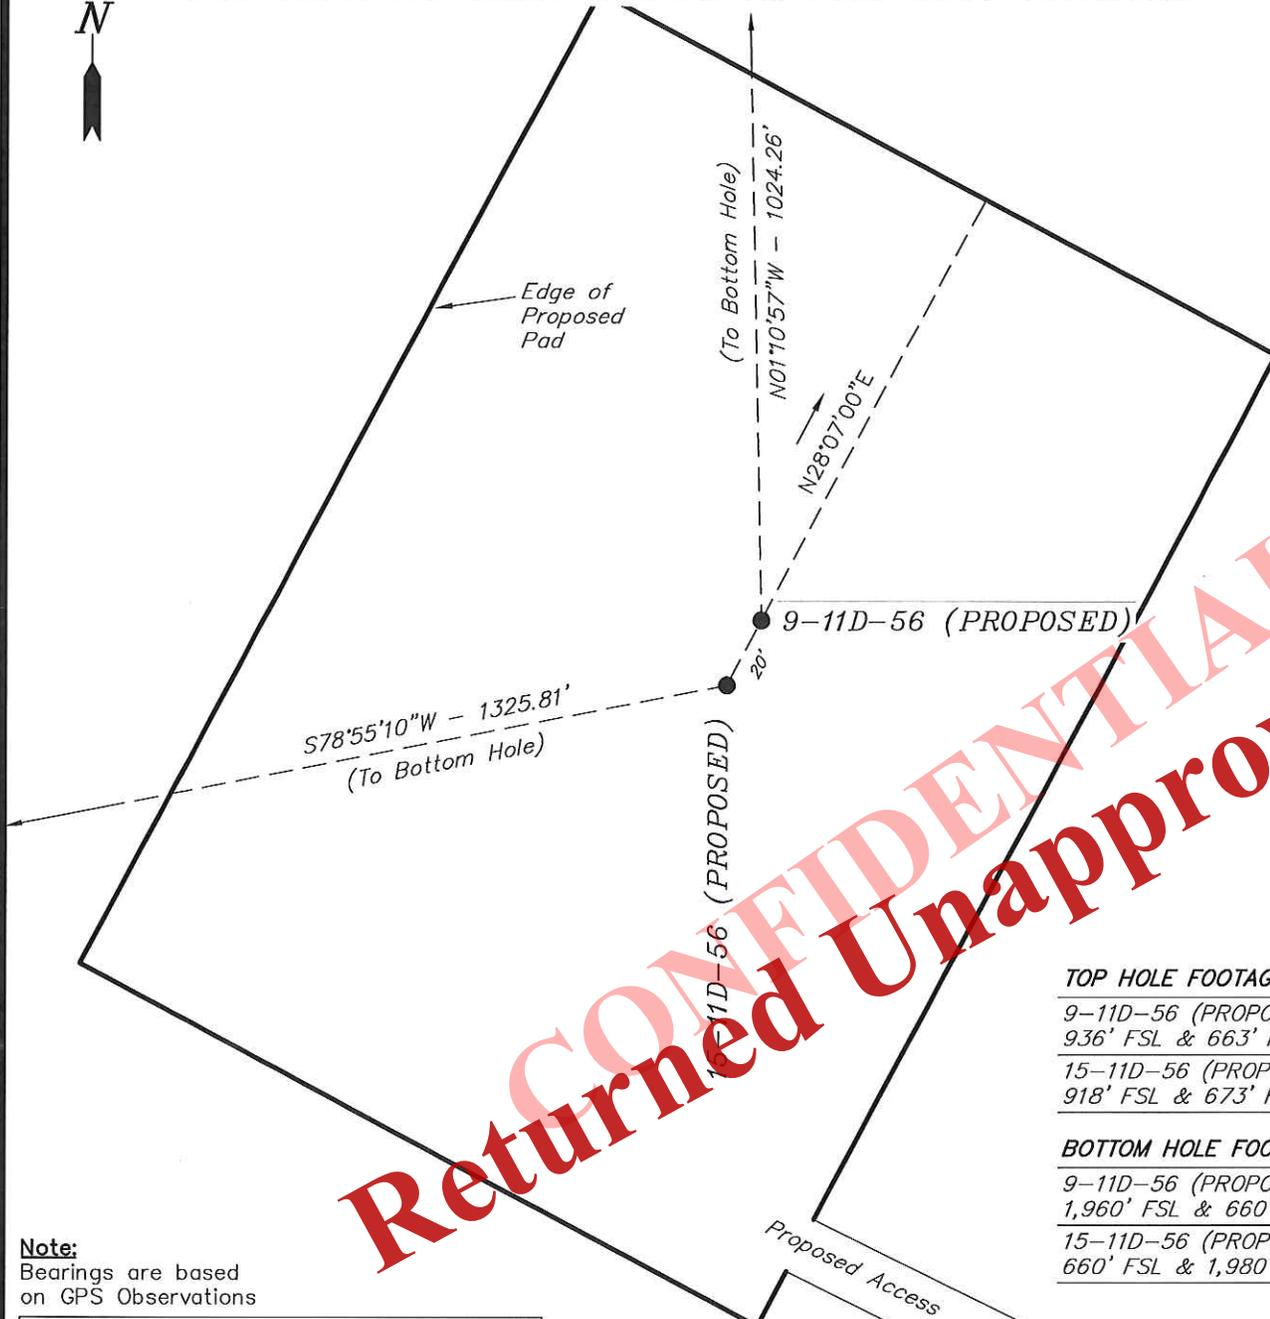 N
(To Bottom Hole)
N01°10'57"W - 1024.26'
Edge of
Proposed
Pad
N28°07'00"E
9-11D-56 (PROPOSED)
20'
S78°55'10"W - 1325.81'
(To Bottom Hole)
15-11D-56 (PROPOSED)
CONFIDENTIAL
Returned Unappro
TOP HOLE FOOTAG
9-11D-56 (PROPO
936' FSL & 663'
15-11D-56 (PROP
918' FSL & 673'
BOTTOM HOLE FOO
9-11D-56 (PROPO
1,960' FSL & 660
15-11D-56 (PROP
660' FSL & 1,980
Proposed Access
Note:
Bearings are based
on GPS Observations